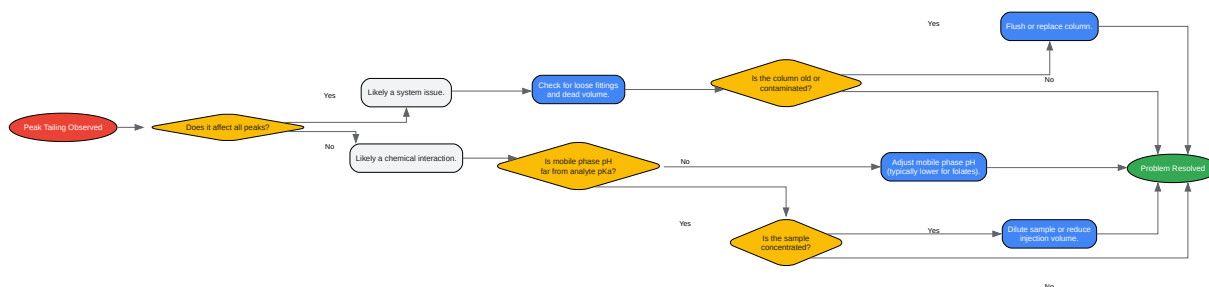 Yes
Flush or replace column.
Likely a system issue.
Check for loose fittings
and dead volume.
Is the column old or
contaminated?
No
Yes
Peak Tailing Observed
Does it affect all peaks?
No
Likely a chemical interaction.
Is mobile phase pH
far from analyte pKa?
No
Adjust mobile phase pH
(typically lower for folates).
Problem Resolved
Yes
Is the sample
concentrated?
Yes
Dilute sample or reduce
injection volume.
No